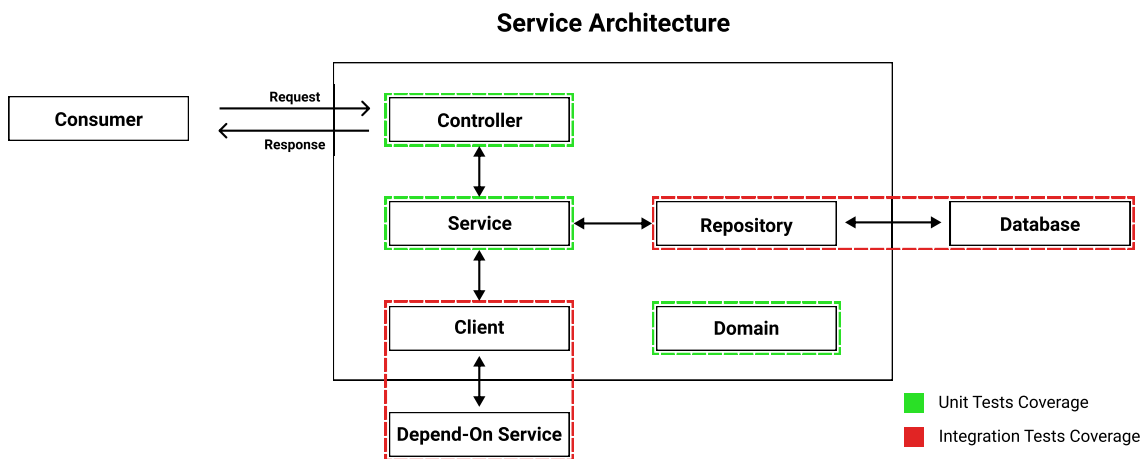 Service Architecture
Consumer
Request
Response
Controller
Service
Repository
Database
Client
Domain
Depend-On Service
Unit Tests Coverage
Integration Tests Coverage